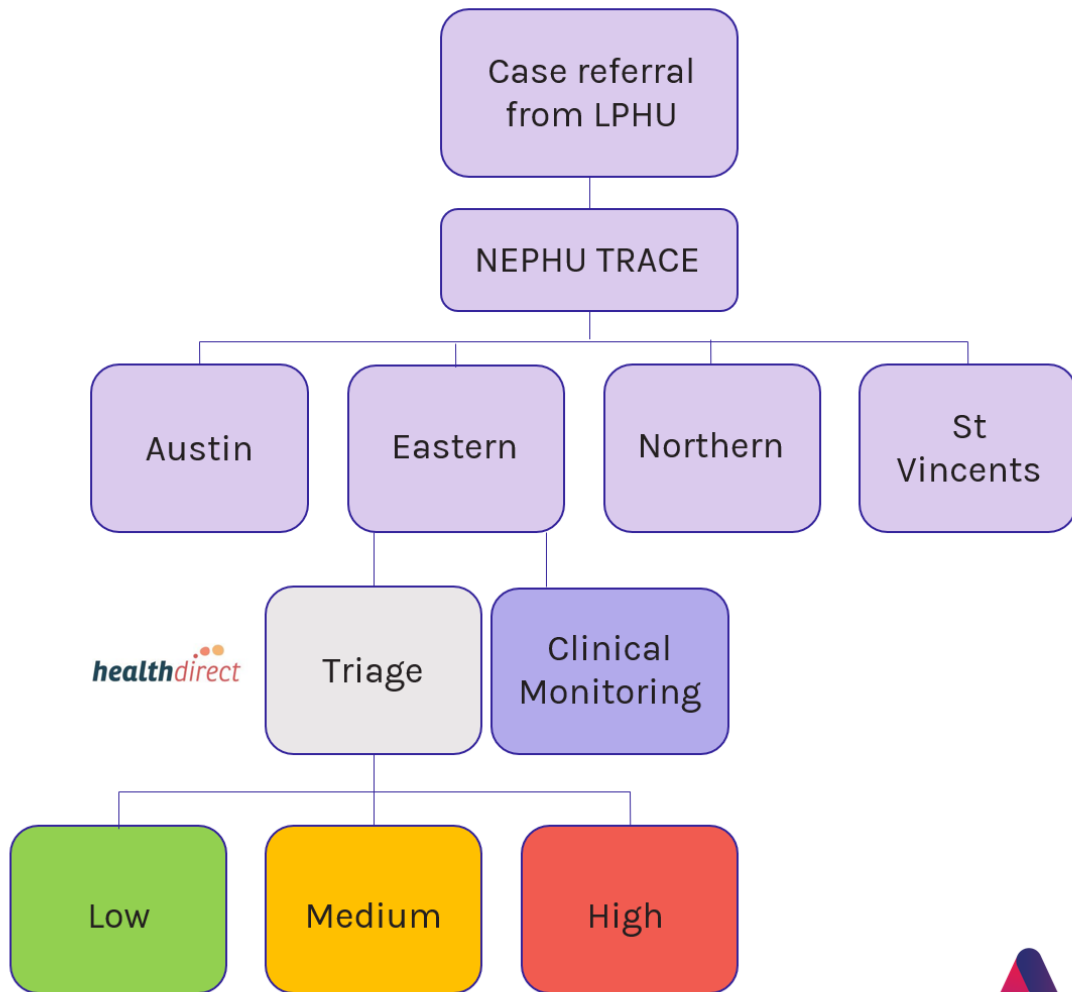 Case referral
from LPHU
NEPHU TRACE
Austin
Eastern
Northern
St
Vincents
healthdirect
Triage
Clinical
Monitoring
Low
Medium
High